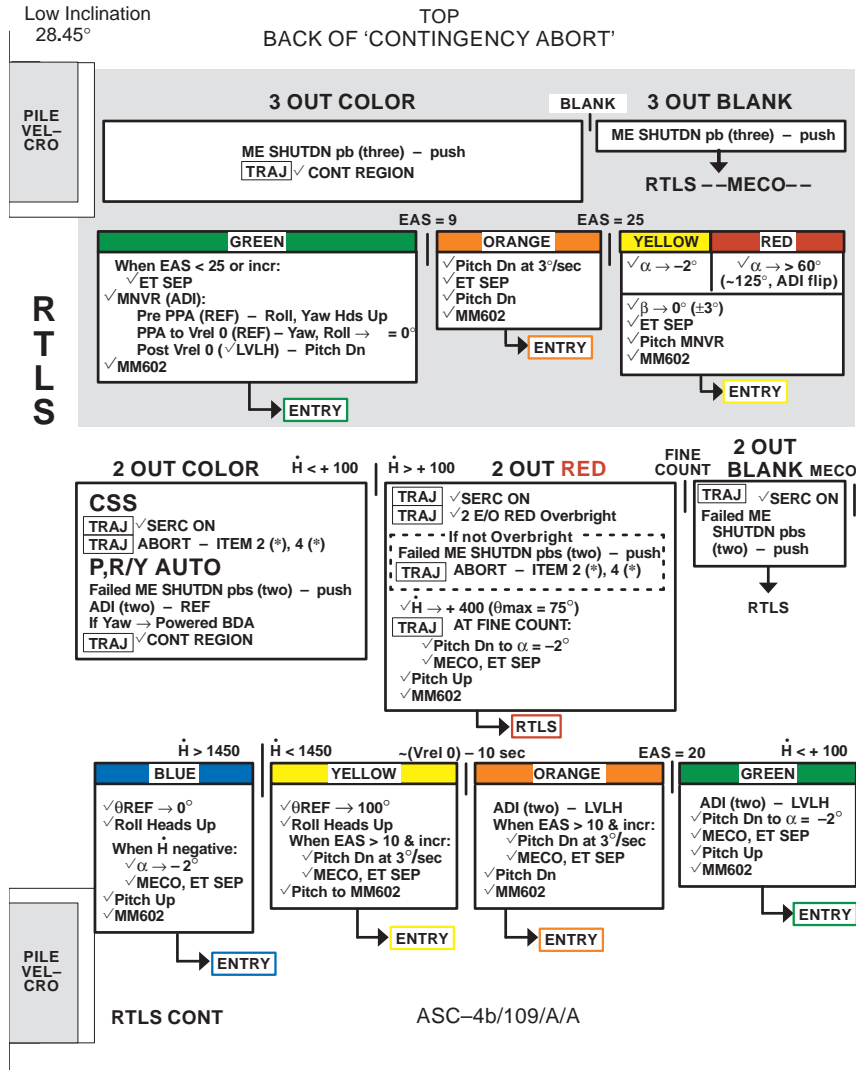 Low Inclination
28.45°
TOP
BACK OF 'CONTINGENCY ABORT'
PILE
VEL–
CRO
3 OUT COLOR
BLANK
3 OUT BLANK
ME SHUTDN pb (three) – push
TRAJ √ CONT REGION
ME SHUTDN pb (three) – push
RTLS – –MECO– –
EAS = 9
EAS = 25
R
T
L
S
GREEN
When EAS < 25 or incr:
√ET SEP
√MNVR (ADI):
Pre PPA (REF) – Roll, Yaw Hds Up
PPA to Vrel 0 (REF) – Yaw, Roll → = 0°
Post Vrel 0 (√LVLH) – Pitch Dn
√MM602
ENTRY
ORANGE
√Pitch Dn at 3°/sec
√ET SEP
√Pitch Dn
√MM602
ENTRY
YELLOW
√α → –2°
RED
√α → > 60°
(~125°, ADI flip)
√β → 0° (±3°)
√ET SEP
√Pitch MNVR
√MM602
ENTRY
2 OUT COLOR
Ḣ < + 100
Ḣ > + 100
2 OUT RED
FINE
COUNT
2 OUT
BLANK
MECO
CSS
TRAJ √SERC ON
TRAJ ABORT – ITEM 2 (*), 4 (*)
P,R/Y AUTO
Failed ME SHUTDN pbs (two) – push
ADI (two) – REF
If Yaw → Powered BDA
TRAJ √CONT REGION
TRAJ √SERC ON
TRAJ √2 E/O RED Overbright
If not Overbright
Failed ME SHUTDN pbs (two) – push
TRAJ ABORT – ITEM 2 (*), 4 (*)
√Ḣ → + 400 (θmax = 75°)
TRAJ AT FINE COUNT:
√Pitch Dn to α = –2°
√MECO, ET SEP
√Pitch Up
√MM602
RTLS
TRAJ √SERC ON
Failed ME
SHUTDN pbs
(two) – push
RTLS
Ḣ > 1450
Ḣ < 1450
~(Vrel 0) – 10 sec
EAS = 20
Ḣ < + 100
BLUE
√θREF → 0°
√Roll Heads Up
When Ḣ negative:
√α → – 2°
√MECO, ET SEP
√Pitch Up
√MM602
ENTRY
YELLOW
√θREF → 100°
√Roll Heads Up
When EAS > 10 & incr:
√Pitch Dn at 3°/sec
√MECO, ET SEP
√Pitch to MM602
ENTRY
ORANGE
ADI (two) – LVLH
When EAS > 10 & incr:
√Pitch Dn at 3°/sec
√MECO, ET SEP
√Pitch Dn
√MM602
ENTRY
GREEN
ADI (two) – LVLH
√Pitch Dn to α = –2°
√MECO, ET SEP
√Pitch Up
√MM602
ENTRY
PILE
VEL–
CRO
RTLS CONT
ASC–4b/109/A/A